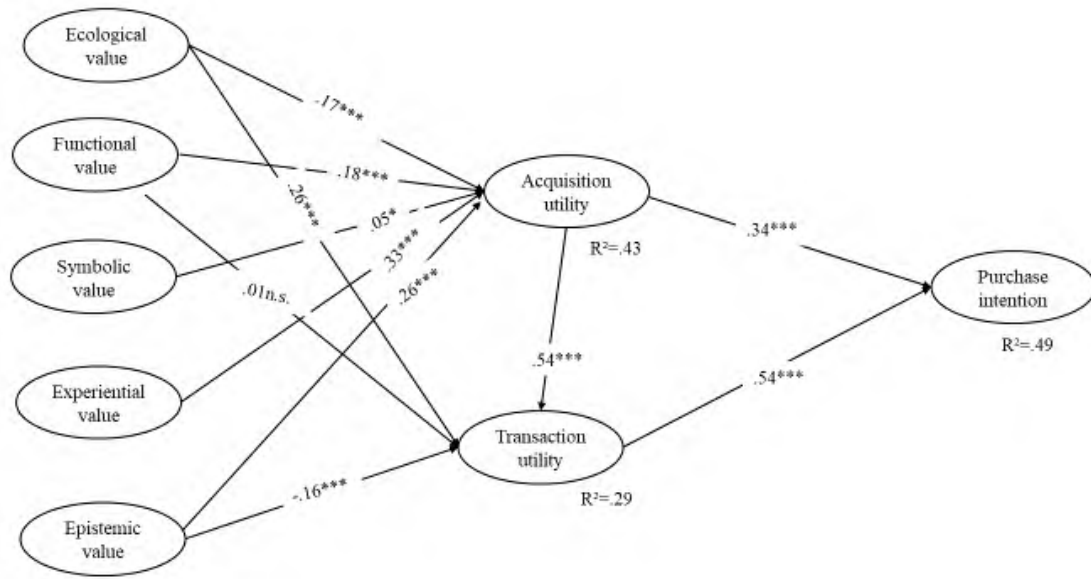 Ecological
value
.17***
Functional
value
.18***
.26***
Acquisition
utility
R²=.43
.34***
.05*
Symbolic
value
.33***
.01n.s.
.26***
Purchase
intention
R²=.49
.54***
.54***
Experiential
value
Transaction
utility
R²=.29
-.16***
Epistemic
value